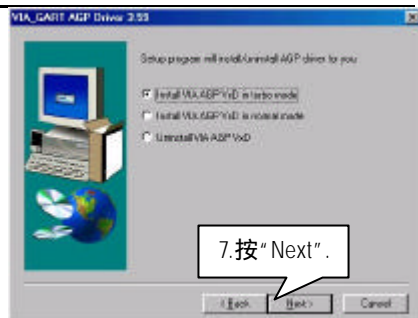 VIA_GART AGP Driver 3.55
Setup program will install/uninstall AGP driver for you
Install VIA AGP VxD in turbo mode
Install VIA AGP VxD in normal mode
Uninstall VIA AGP VxD
7.按“Next”.
< Back
Next >
Cancel